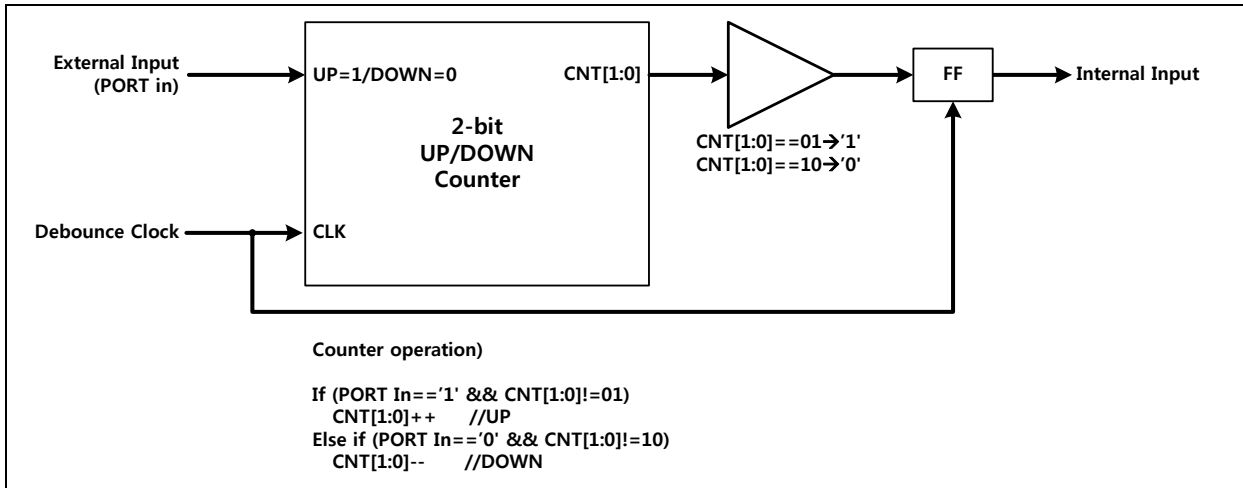 External Input
(PORT in)
UP=1/DOWN=0
CNT[1:0]
FF
Internal Input
2-bit
UP/DOWN
Counter
CNT[1:0]==01→'1'
CNT[1:0]==10→'0'
Debounce Clock
CLK
Counter operation)
If (PORT In=='1' && CNT[1:0]!=01)
CNT[1:0]++ //UP
Else if (PORT In=='0' && CNT[1:0]!=10)
CNT[1:0]-- //DOWN